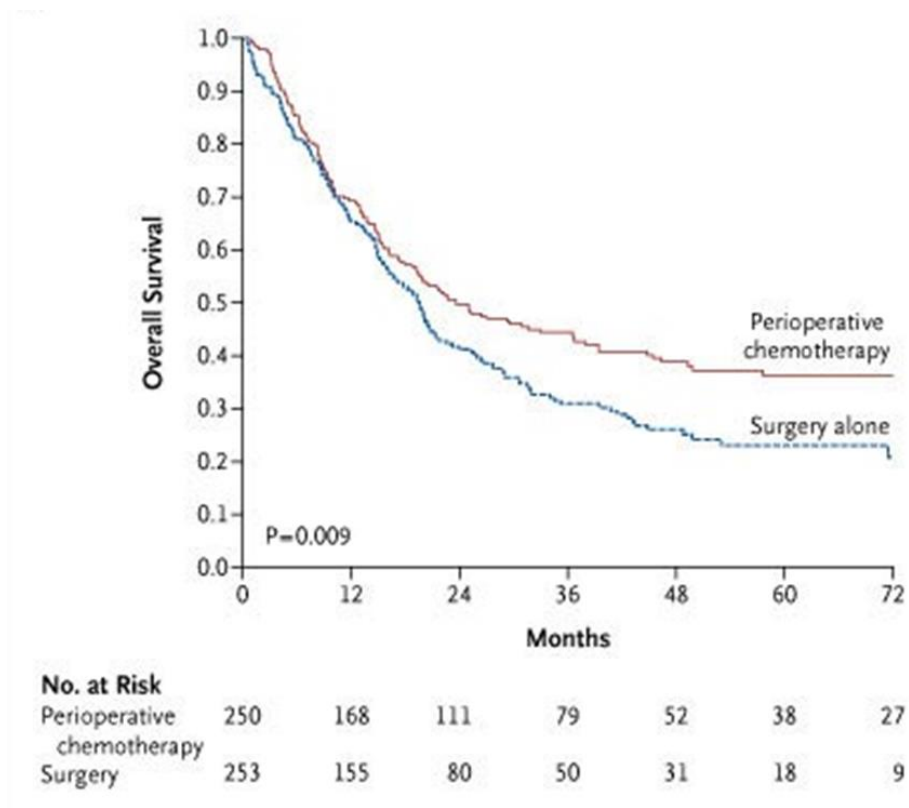 1.0
0.9
0.8
0.7
0.6
0.5
0.4
0.3
0.2
0.1
0.0
Overall Survival
Perioperative
chemotherapy
Surgery alone
P=0.009
0 12 24 36 48 60 72
Months
No. at Risk
Perioperative 250 168 111 79 52 38 27
chemotherapy
Surgery 253 155 80 50 31 18 9